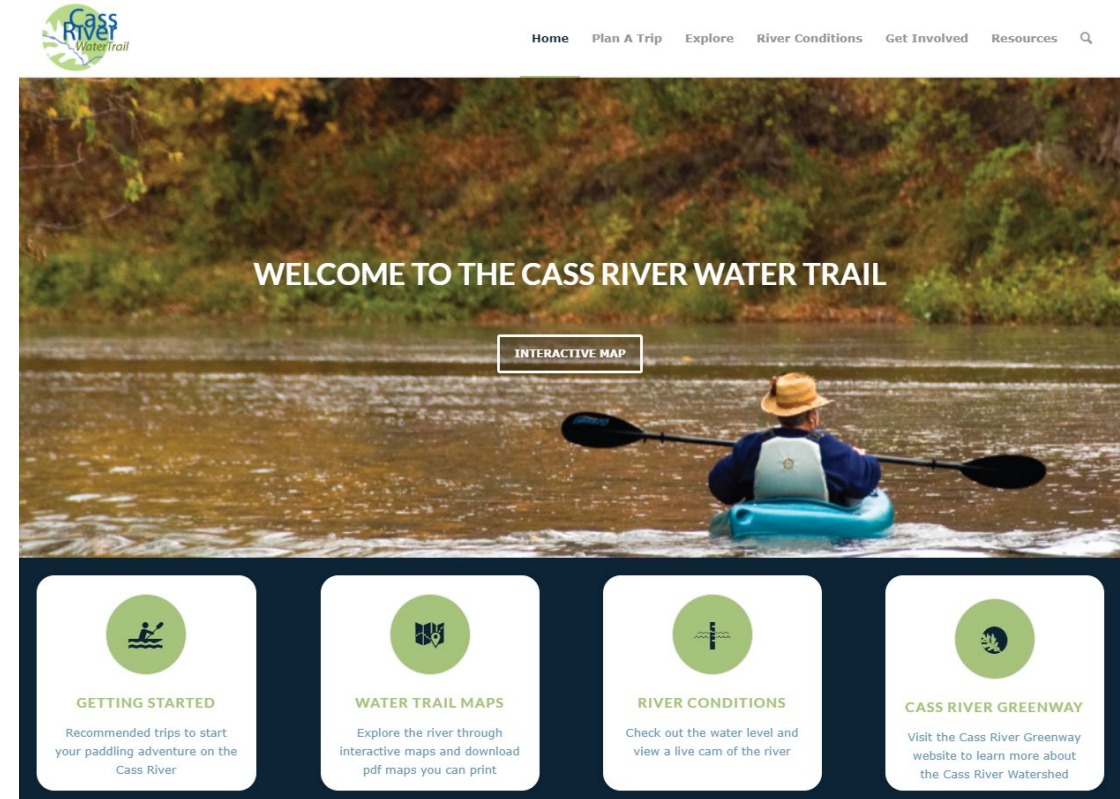 Cass
River
WaterTrail
Home Plan A Trip Explore River Conditions Get Involved Resources
WELCOME TO THE CASS RIVER WATER TRAIL
INTERACTIVE MAP
GETTING STARTED
Recommended trips to start
your paddling adventure on the
Cass River
WATER TRAIL MAPS
Explore the river through
interactive maps and download
pdf maps you can print
RIVER CONDITIONS
Check out the water level and
view a live cam of the river
CASS RIVER GREENWAY
Visit the Cass River Greenway
website to learn more about
the Cass River Watershed